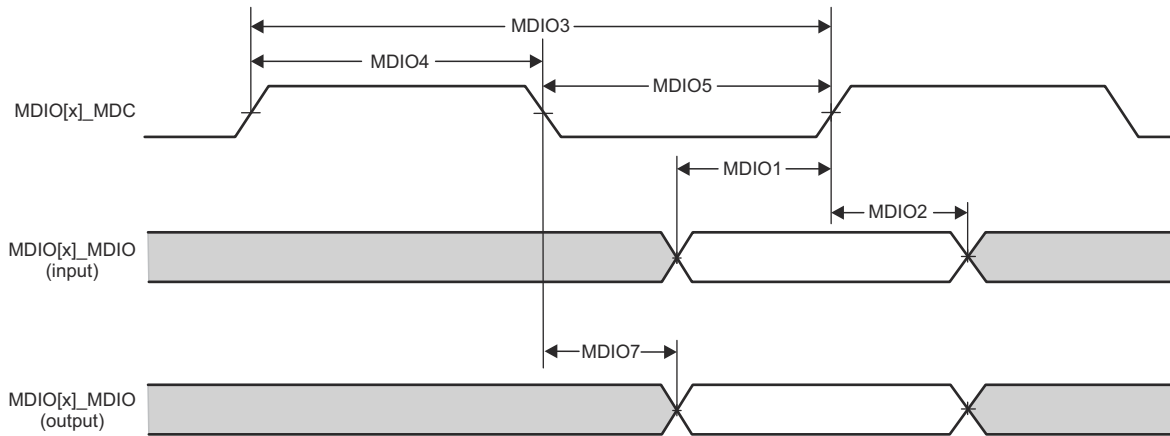 MDIO3
MDIO4
MDIO5
MDIO[x]_MDC
MDIO1
MDIO2
MDIO[x]_MDIO
(input)
MDIO7
MDIO[x]_MDIO
(output)